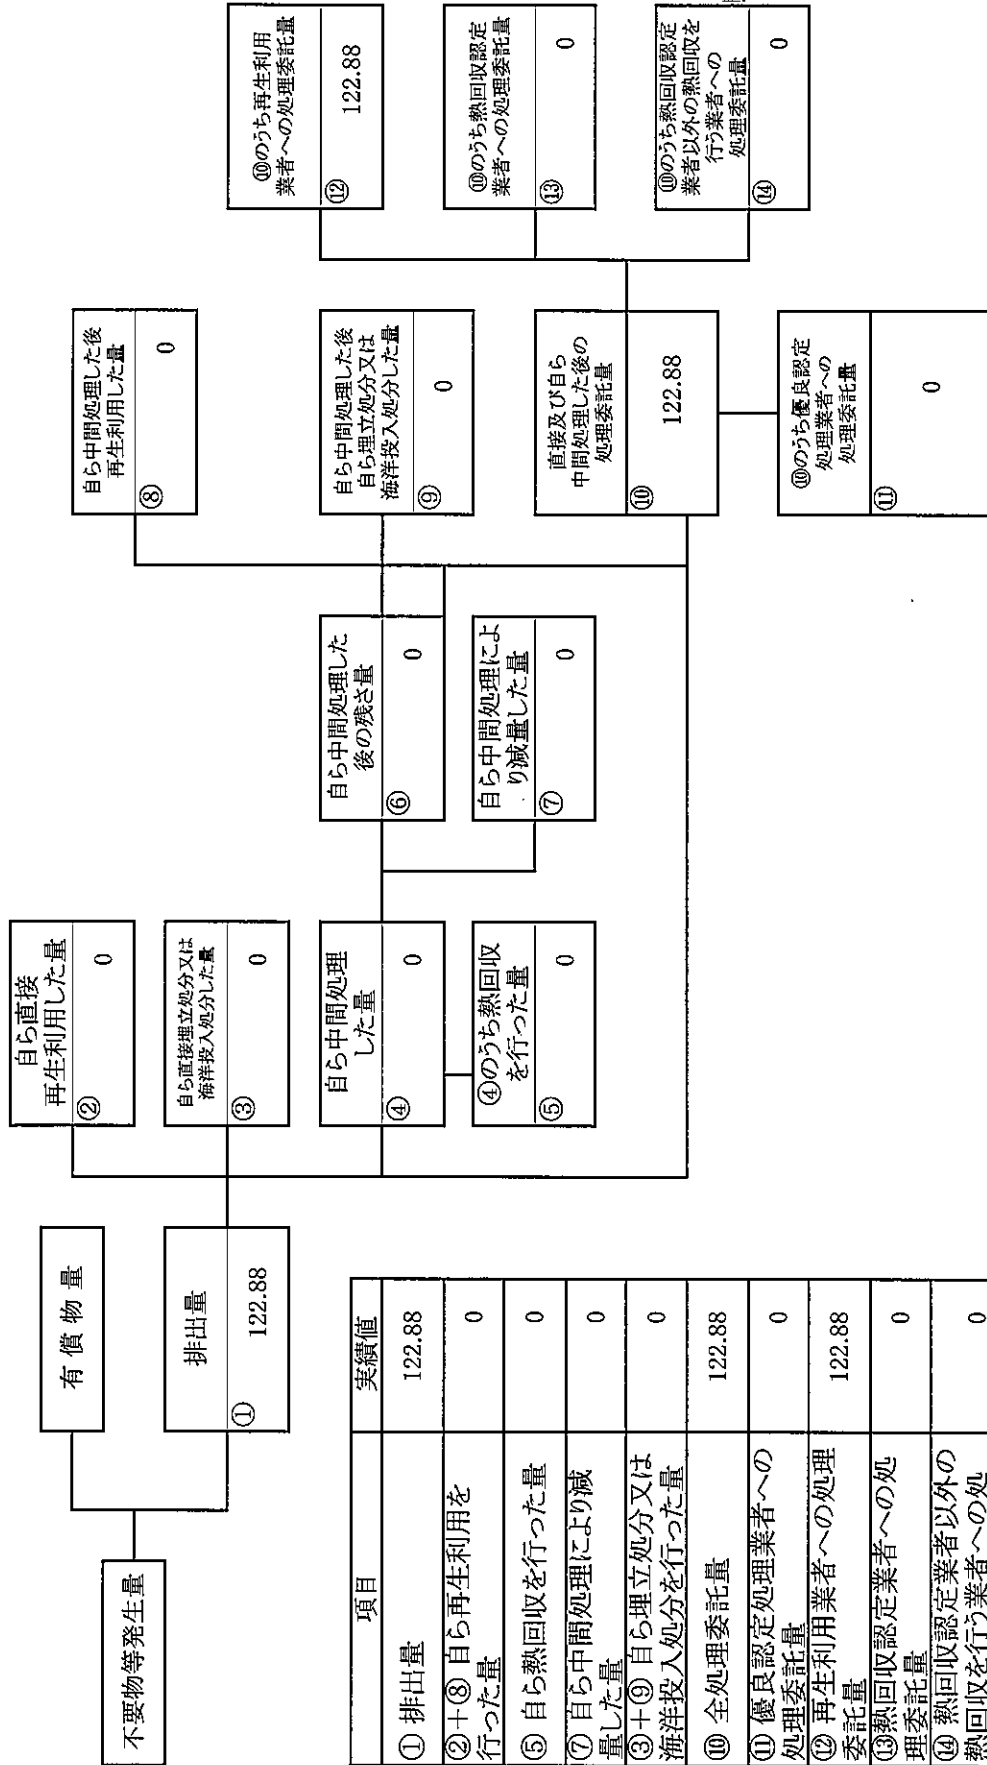 不要物等発生量
有 償 物 量
排出量
①
122.88
自ら直接
再生利用した量
②
0
自ら直接埋立処分又は
海洋投入処分した量
③
0
自ら中間処理
した量
④
0
④のうち熱回収
を行った量
⑤
0
自ら中間処理した
後の残さ量
⑥
0
自ら中間処理によ
り減量した量
⑦
0
自ら中間処理した後
再生利用した量
⑧
0
自ら中間処理した後
自ら埋立処分又は
海洋投入処分した量
⑨
0
直接及び自ら
中間処理した後の
処理委託量
⑩
122.88
⑩のうち優良認定
処理業者への
処理委託量
⑪
0
⑩のうち再生利用
業者への処理委託量
⑫
122.88
⑩のうち熱回収認定
業者への処理委託量
⑬
0
⑩のうち熱回収認定
業者以外の熱回収を
行う業者への
処理委託量
⑭
0
項目 実績値
① 排出量 122.88
②+⑧ 自ら再生利用を
行った量 0
⑤ 自ら熱回収を行った量 0
⑦ 自ら中間処理により減
量した量 0
③+⑨ 自ら埋立処分又は
海洋投入処分を行った量 0
⑩ 全処理委託量 122.88
⑪ 優良認定処理業者への
処理委託量 0
⑫ 再生利用業者への処理
委託量 122.88
⑬熱回収認定業者への処
理委託量 0
⑭ 熱回収認定業者以外の
熱回収を行う業者への処 0